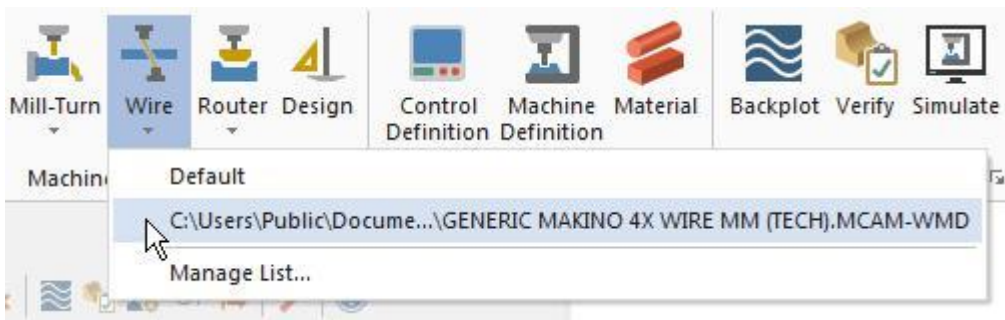 Mill-Turn Wire Router Design Control Definition Machine Definition Material Backplot Verify Simulate
Machin
Default
C:\Users\Public\Docume...\GENERIC MAKINO 4X WIRE MM (TECH).MCAM-WMD
Manage List...